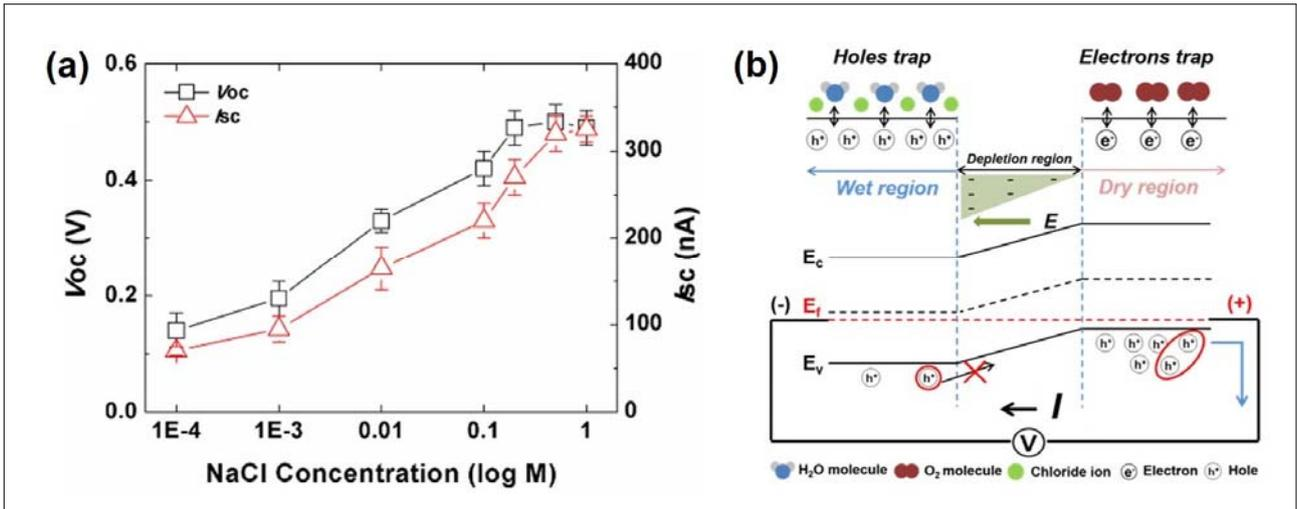 (a)
0.6
0.4
0.2
0.0
Voc (V)
Voc
Isc
400
300
200
100
0
Isc (nA)
1E-4 1E-3 0.01 0.1 1
NaCl Concentration (log M)
(b)
Holes trap Electrons trap
h+ h+ h+ h+ h+ e- e- e-
Depletion region
Wet region Dry region
- - -
- -
-
E
Ec
(-) Ef (+)
Ev
h+ h+ h+ h+ h+ h+
h+ h+
I
V
H2O molecule O2 molecule Chloride ion e- Electron h+ Hole